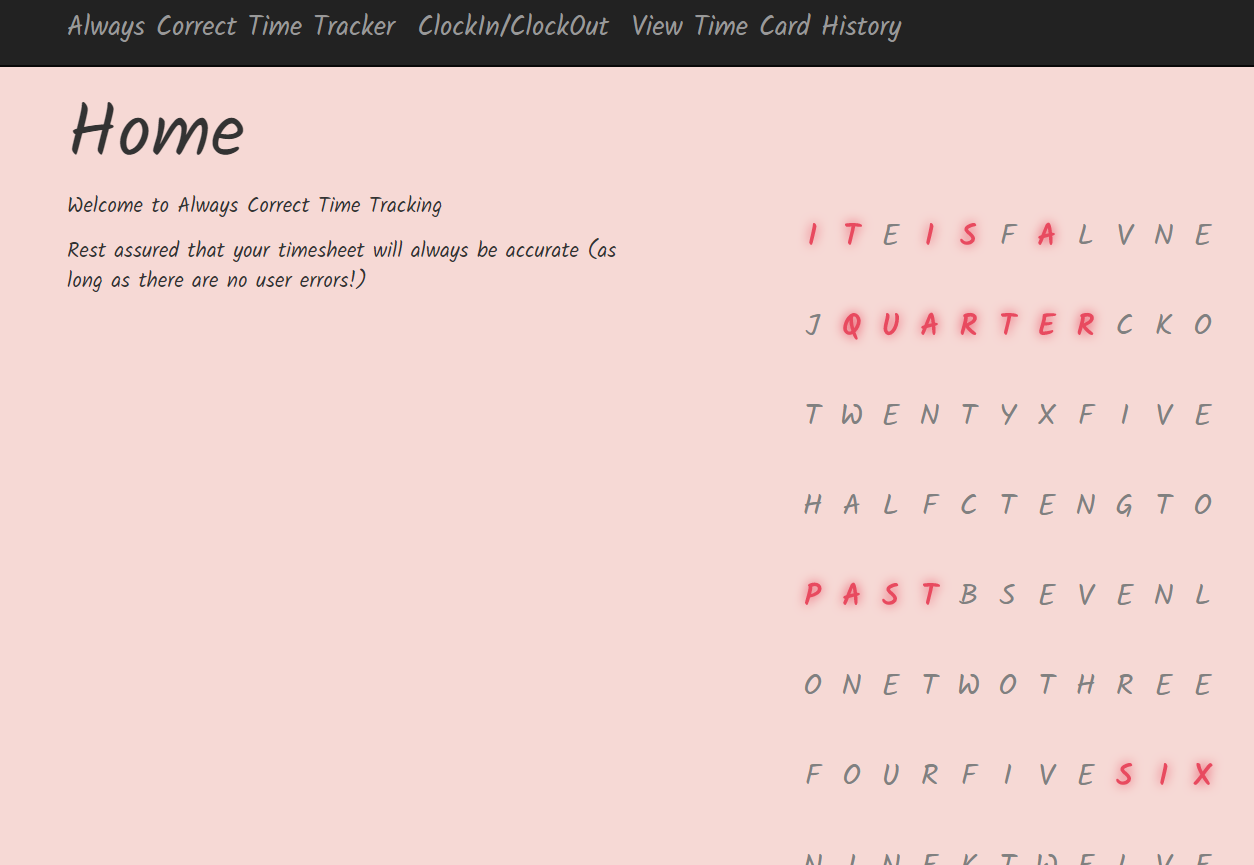 Always Correct Time Tracker ClockIn/ClockOut View Time Card History
Home
Welcome to Always Correct Time Tracking
Rest assured that your timesheet will always be accurate (as
long as there are no user errors!)
I T E I S F A L V N E
J Q U A R T E R C K O
T W E N T Y X F I V E
H A L F C T E N G T O
P A S T B S E V E N L
O N E T W O T H R E E
F O U R F I V E S I X
N I N E K T W E L V E